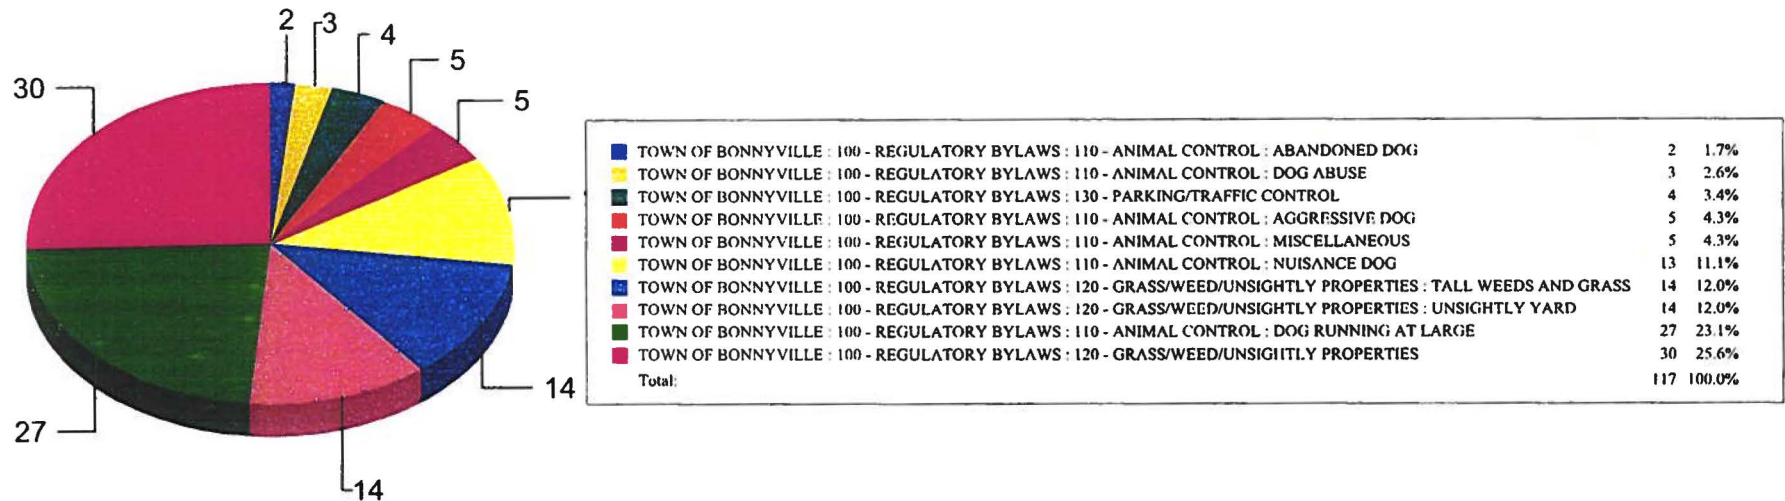 2
3
4
5
5
30
14
14
27
TOWN OF BONNYVILLE : 100 - REGULATORY BYLAWS : 110 - ANIMAL CONTROL : ABANDONED DOG 2 1.7%
TOWN OF BONNYVILLE : 100 - REGULATORY BYLAWS : 110 - ANIMAL CONTROL : DOG ABUSE 3 2.6%
TOWN OF BONNYVILLE : 100 - REGULATORY BYLAWS : 130 - PARKING/TRAFFIC CONTROL 4 3.4%
TOWN OF BONNYVILLE : 100 - REGULATORY BYLAWS : 110 - ANIMAL CONTROL : AGGRESSIVE DOG 5 4.3%
TOWN OF BONNYVILLE : 100 - REGULATORY BYLAWS : 110 - ANIMAL CONTROL : MISCELLANEOUS 5 4.3%
TOWN OF BONNYVILLE : 100 - REGULATORY BYLAWS : 110 - ANIMAL CONTROL : NUISANCE DOG 13 11.1%
TOWN OF BONNYVILLE : 100 - REGULATORY BYLAWS : 120 - GRASS/WEED/UNSIGHTLY PROPERTIES : TALL WEEDS AND GRASS 14 12.0%
TOWN OF BONNYVILLE : 100 - REGULATORY BYLAWS : 120 - GRASS/WEED/UNSIGHTLY PROPERTIES : UNSIGHTLY YARD 14 12.0%
TOWN OF BONNYVILLE : 100 - REGULATORY BYLAWS : 110 - ANIMAL CONTROL : DOG RUNNING AT LARGE 27 23.1%
TOWN OF BONNYVILLE : 100 - REGULATORY BYLAWS : 120 - GRASS/WEED/UNSIGHTLY PROPERTIES 30 25.6%
Total: 117 100.0%